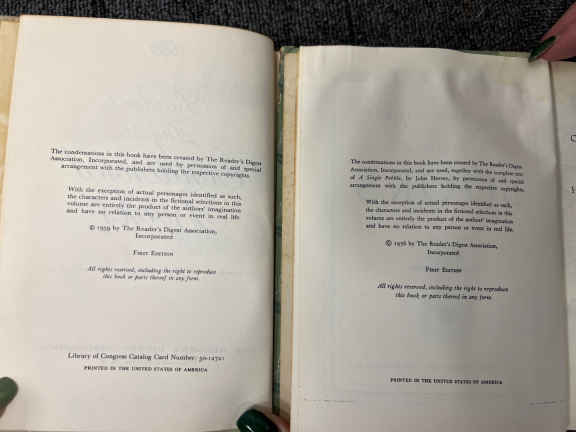 The condensations in this book have been created by The Reader's Digest
Association, Incorporated, and are used by permission of and special
arrangement with the publishers holding the respective copyrights.
With the exception of actual personages identified as such,
the characters and incidents in the fictional selections in this
volume are entirely the product of the authors' imagination
and have no relation to any person or event in real life.
© 1959 by The Reader's Digest Association,
Incorporated
First Edition
All rights reserved, including the right to reproduce
this book or parts thereof in any form.
Library of Congress Catalog Card Number: 50-12721
PRINTED IN THE UNITED STATES OF AMERICA
The condensations in this book have been created by The Reader's Digest
Association, Incorporated, and are used, together with the complete text
of A Single Pebble, by John Hersey, by permission of and special
arrangement with the publishers holding the respective copyrights.
With the exception of actual personages identified as such,
the characters and incidents in the fictional selections in this
volume are entirely the product of the authors' imagination
and have no relation to any person or event in real life.
© 1956 by The Reader's Digest Association,
Incorporated
First Edition
All rights reserved, including the right to reproduce
this book or parts thereof in any form.
PRINTED IN THE UNITED STATES OF AMERICA